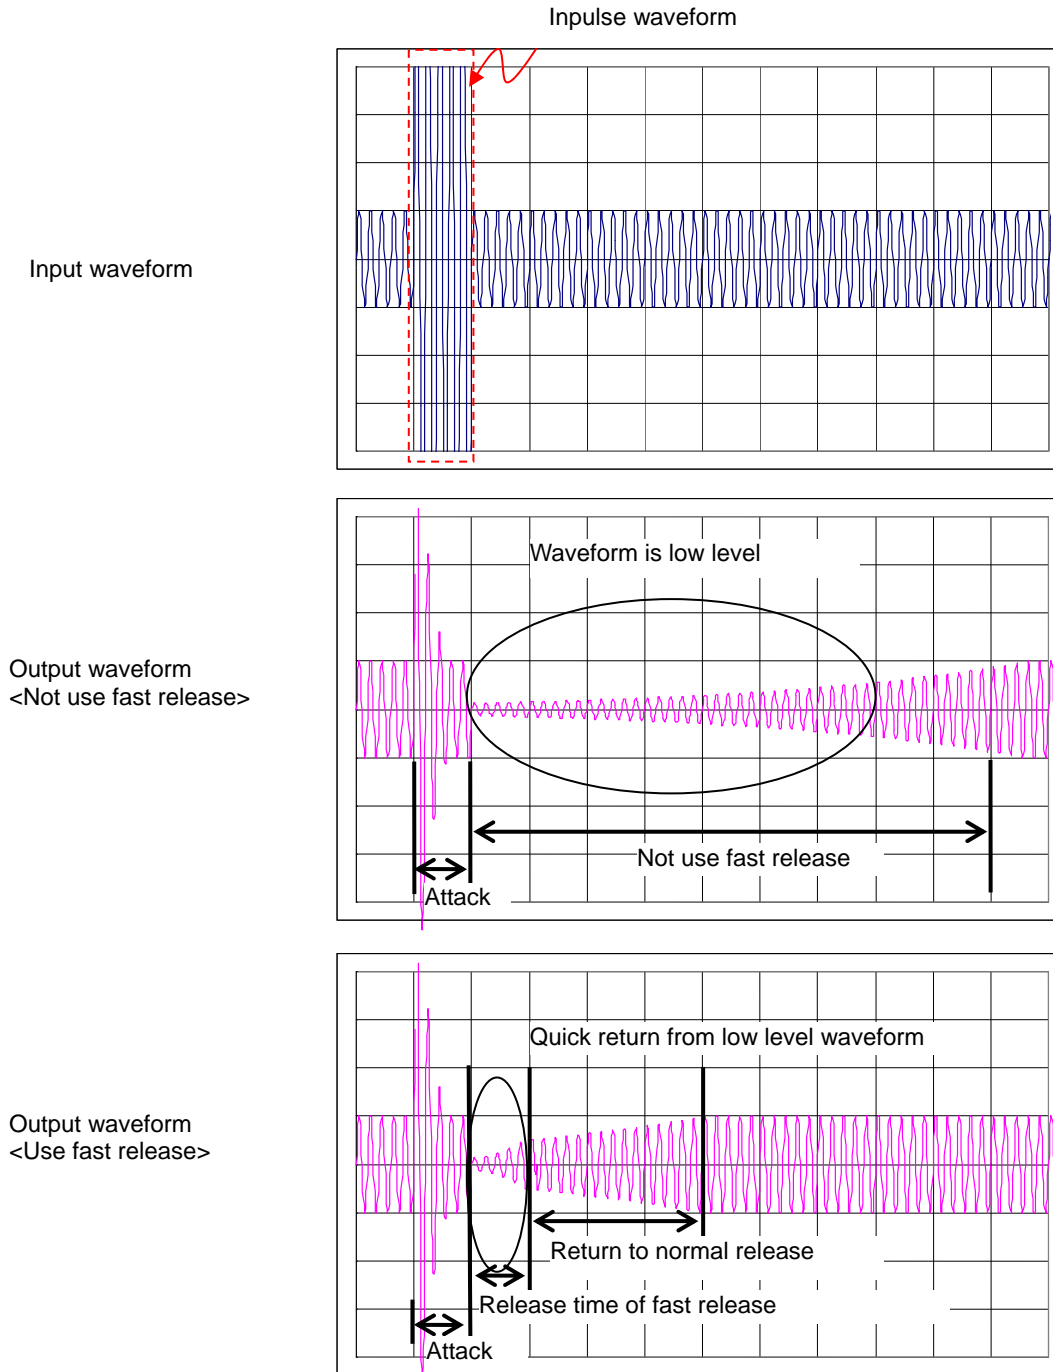 Inpulse waveform
Input waveform
Waveform is low level
Output waveform
<Not use fast release>
Not use fast release
Attack
Quick return from low level waveform
Output waveform
<Use fast release>
Return to normal release
Release time of fast release
Attack